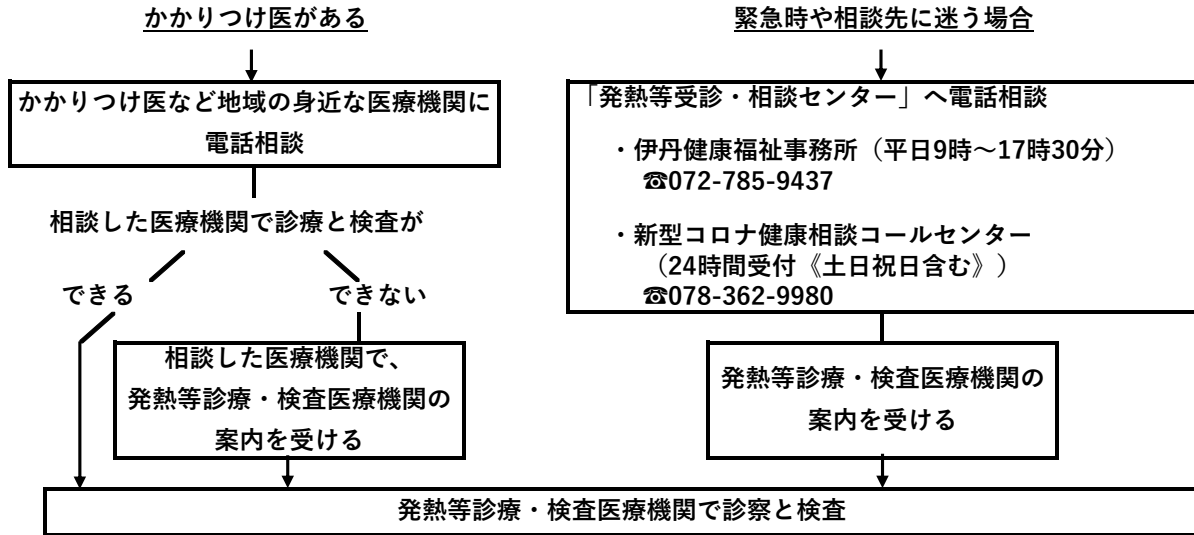 かかりつけ医がある
かかりつけ医など地域の身近な医療機関に
電話相談
相談した医療機関で診療と検査が
できる
できない
相談した医療機関で、
発熱等診療・検査医療機関の
案内を受ける
緊急時や相談先に迷う場合
「発熱等受診・相談センター」へ電話相談
・伊丹健康福祉事務所（平日9時～17時30分）
☎072-785-9437
・新型コロナ健康相談コールセンター
（24時間受付《土日祝日含む》）
☎078-362-9980
発熱等診療・検査医療機関の
案内を受ける
発熱等診療・検査医療機関で診察と検査